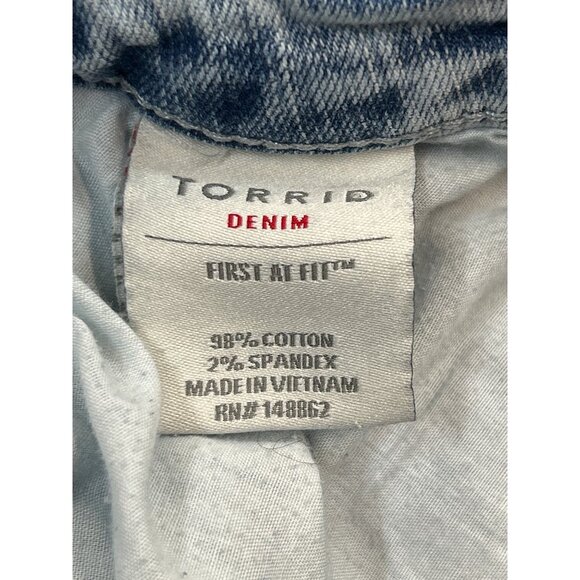 TORRID
DENIM
FIRST AT FIT™
98% COTTON
2% SPANDEX
MADE IN VIETNAM
RN# 148862